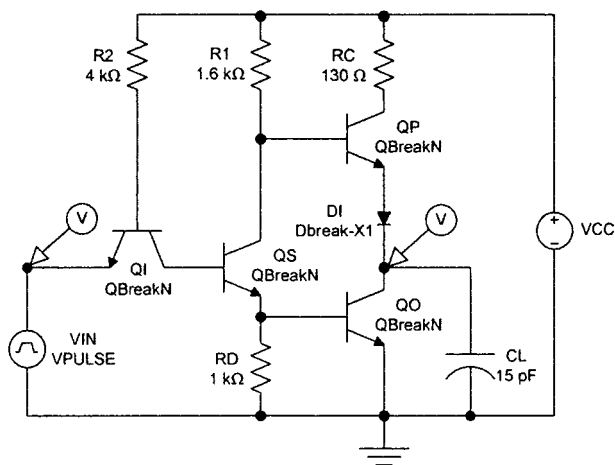 R2
4 kΩ
R1
1.6 kΩ
RC
130 Ω
QP
QBreakN
DI
Dbreak-X1
V
V
+
−
VCC
QI
QBreakN
QS
QBreakN
QO
QBreakN
VIN
VPULSE
RD
1 kΩ
CL
15 pF